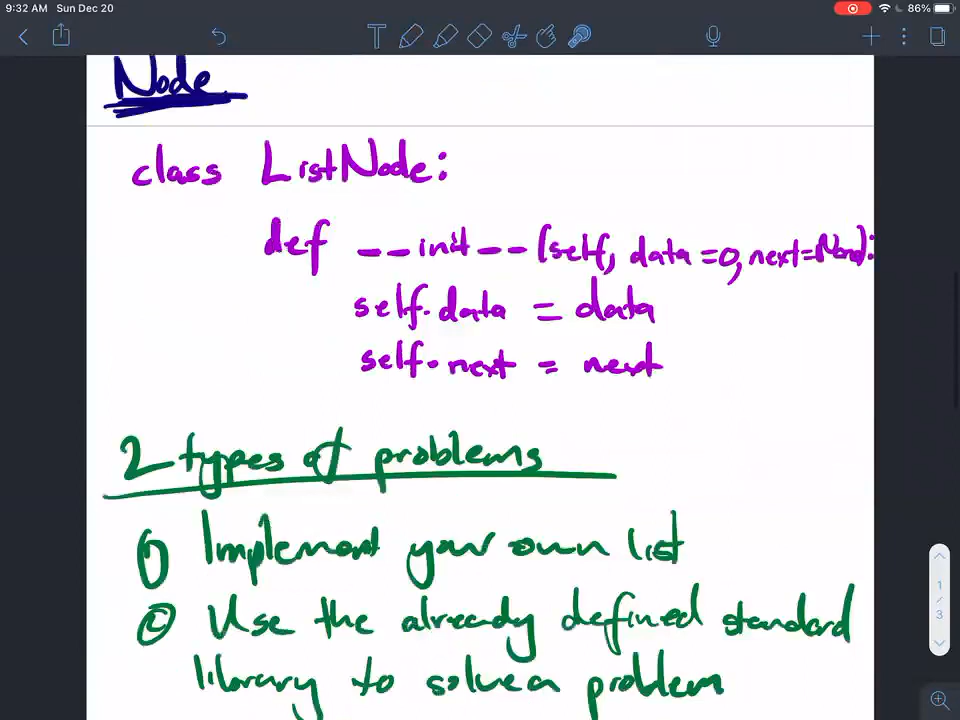 9:32 AM Sun Dec 20
86%
Node
class ListNode:
def __init__(self, data=0, next=None):
self.data = data
self.next = next
2 types of problems
① Implement your own list
② Use the already defined standard
library to solve a problem
1
/
3